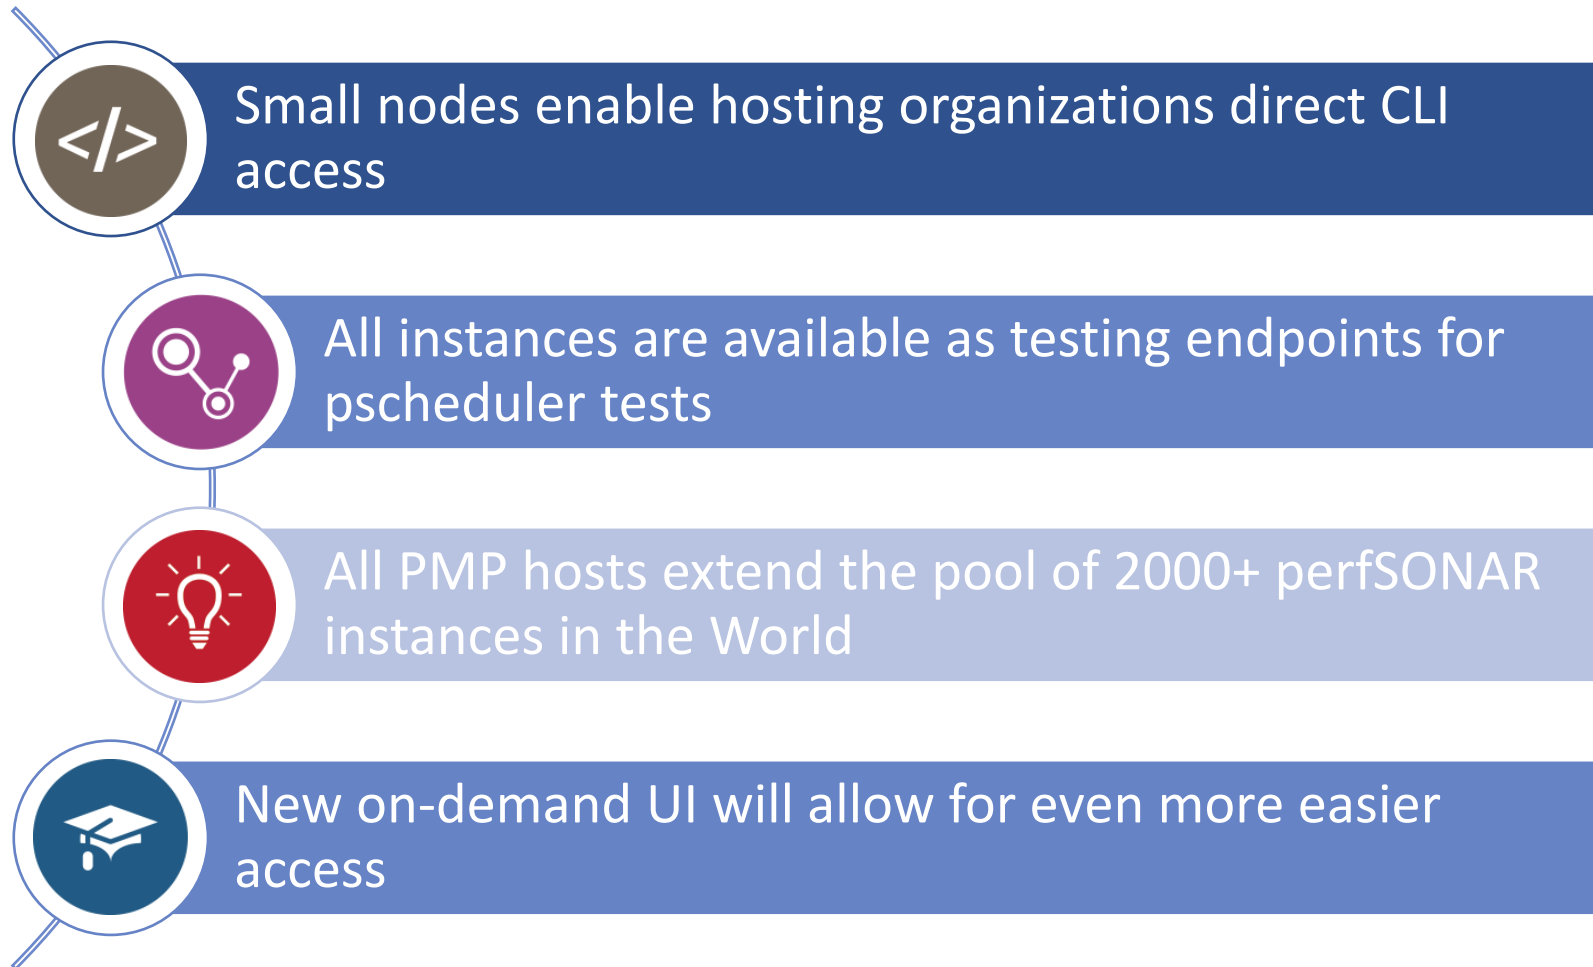 </>
Small nodes enable hosting organizations direct CLI
access
All instances are available as testing endpoints for
pscheduler tests
All PMP hosts extend the pool of 2000+ perfSONAR
instances in the World
New on-demand UI will allow for even more easier
access